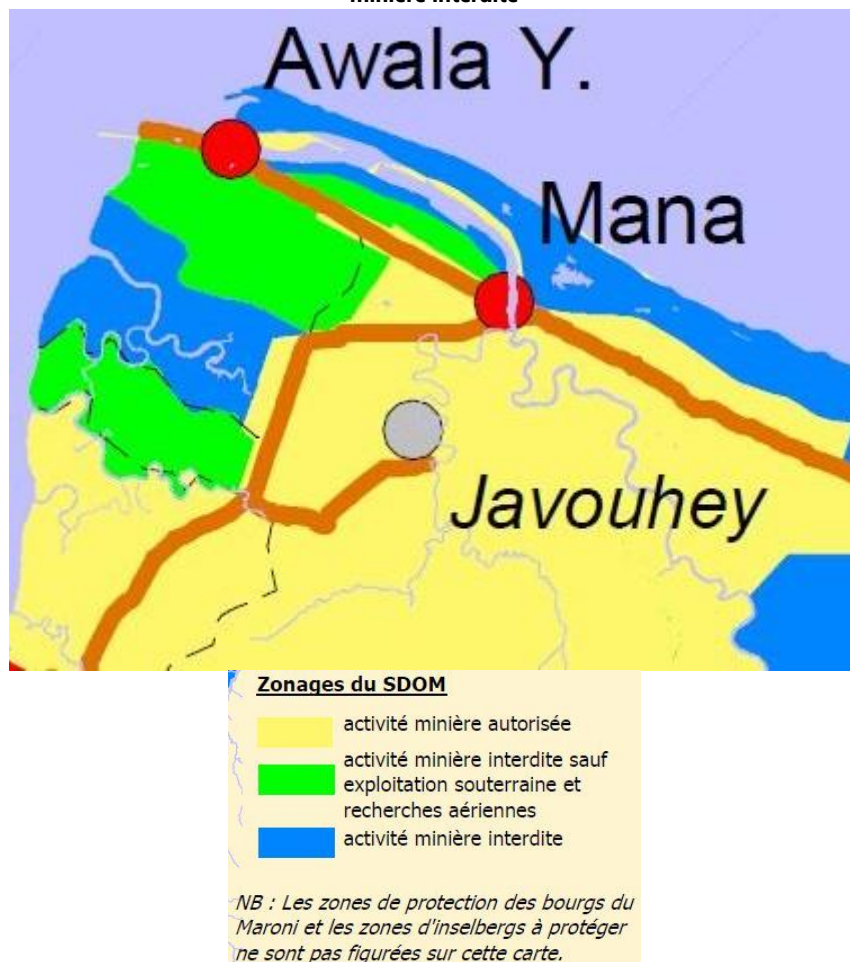 minière interdite
Awala Y.
Mana
Javouhey
Zonages du SDOM
activité minière autorisée
activité minière interdite sauf
exploitation souterraine et
recherches aériennes
activité minière interdite
NB : Les zones de protection des bourgs du
Maroni et les zones d'inselbergs à protéger
ne sont pas figurées sur cette carte.